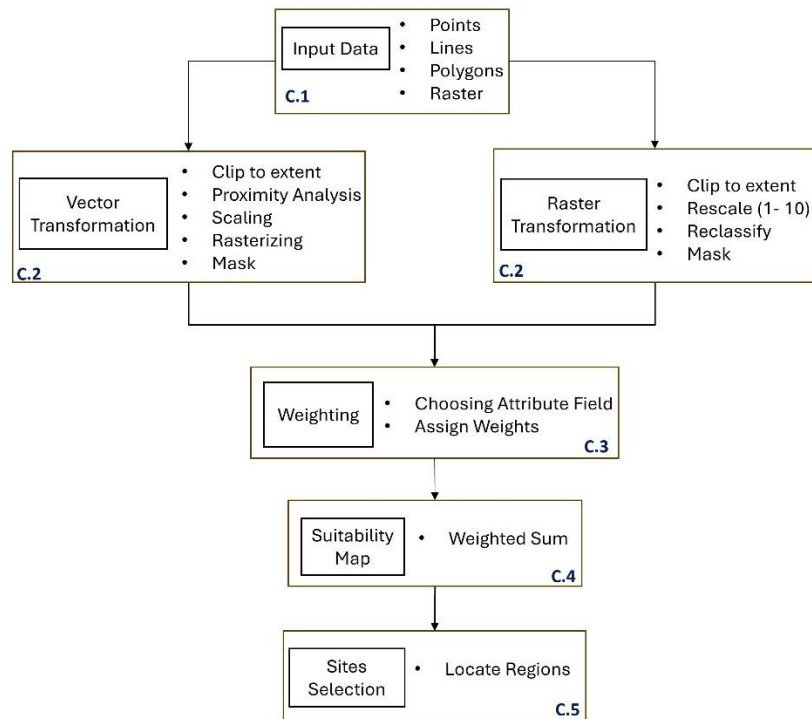 Input Data
• Points
• Lines
• Polygons
• Raster
C.1
Vector
Transformation
• Clip to extent
• Proximity Analysis
• Scaling
• Rasterizing
• Mask
C.2
Raster
Transformation
• Clip to extent
• Rescale (1- 10)
• Reclassify
• Mask
C.2
Weighting
• Choosing Attribute Field
• Assign Weights
C.3
Suitability
Map
• Weighted Sum
C.4
Sites
Selection
• Locate Regions
C.5